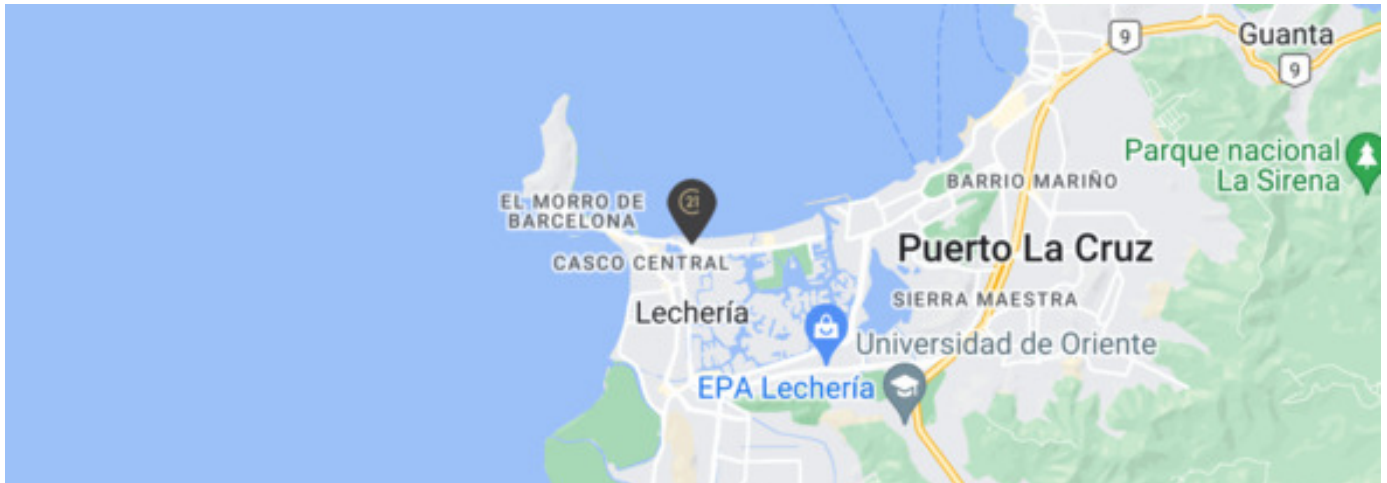 9
Guanta
9
Parque nacional
La Sirena
BARRIO MARIÑO
EL MORRO DE
BARCELONA
21
CASCO CENTRAL
Puerto La Cruz
SIERRA MAESTRA
Lechería
Universidad de Oriente
EPA Lechería